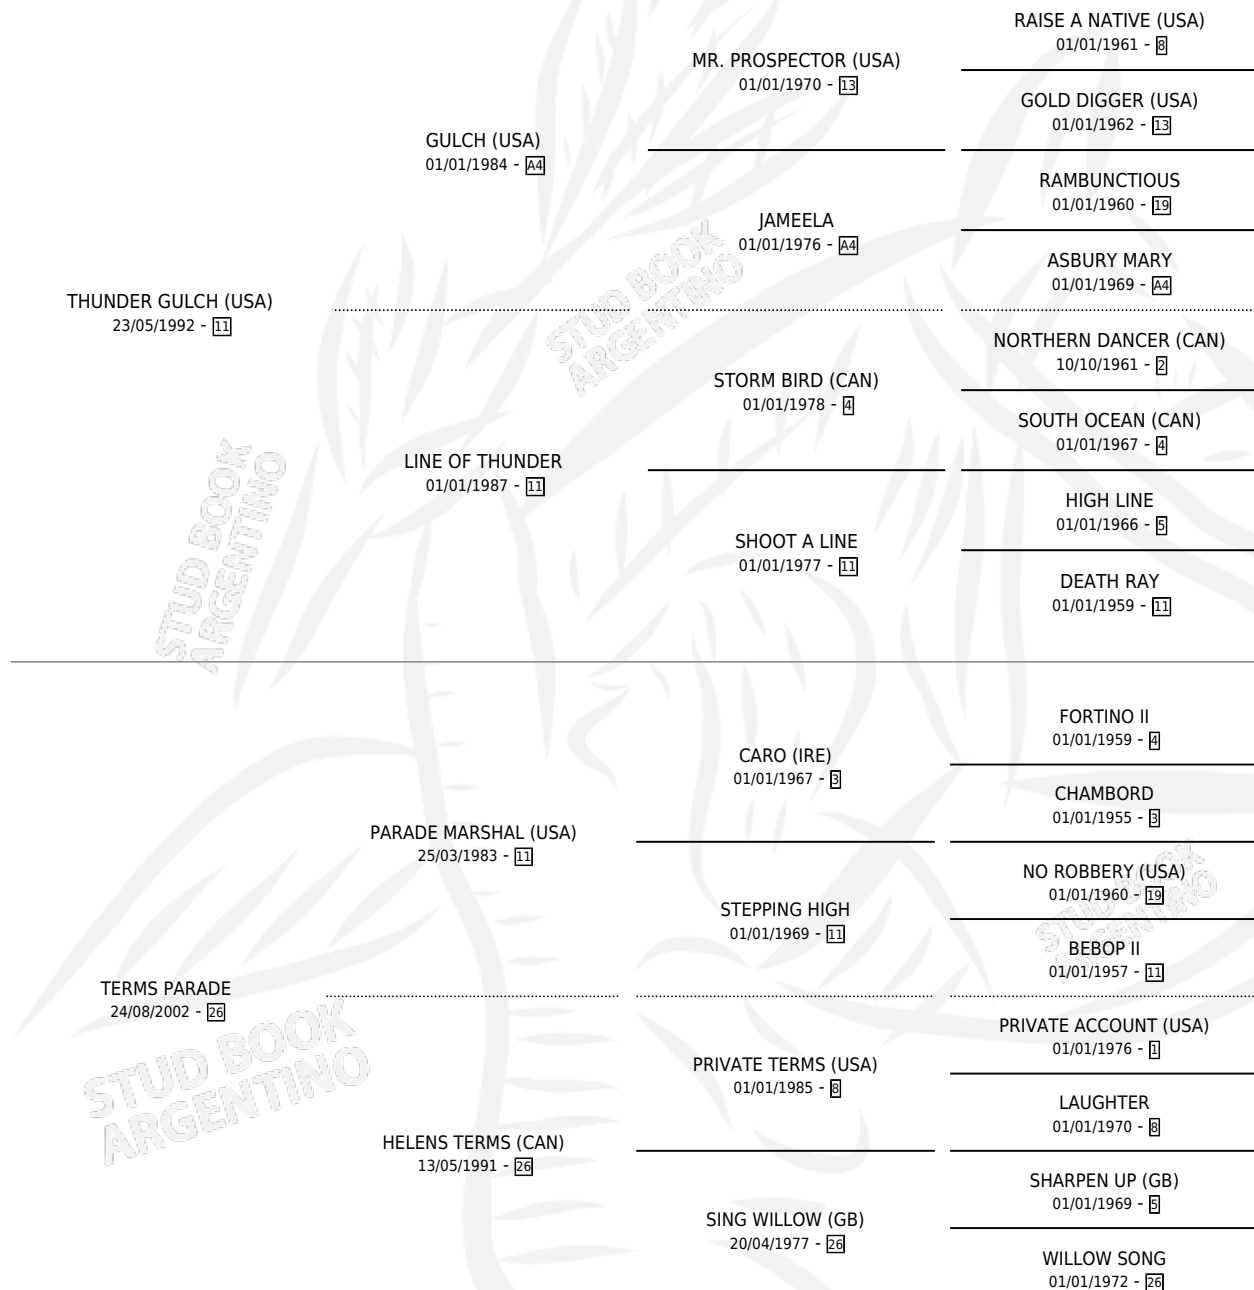 RAISE A NATIVE (USA)
01/01/1961 - 8
MR. PROSPECTOR (USA)
01/01/1970 - 13
GOLD DIGGER (USA)
01/01/1962 - 13
GULCH (USA)
01/01/1984 - A4
RAMBUNCTIOUS
01/01/1960 - 19
JAMEELA
01/01/1976 - A4
ASBURY MARY
01/01/1969 - A4
THUNDER GULCH (USA)
23/05/1992 - 11
NORTHERN DANCER (CAN)
10/10/1961 - 2
STORM BIRD (CAN)
01/01/1978 - 4
SOUTH OCEAN (CAN)
01/01/1967 - 4
LINE OF THUNDER
01/01/1987 - 11
HIGH LINE
01/01/1966 - 5
SHOOT A LINE
01/01/1977 - 11
DEATH RAY
01/01/1959 - 11
FORTINO II
01/01/1959 - 4
CARO (IRE)
01/01/1967 - 3
CHAMBORD
01/01/1955 - 3
PARADE MARSHAL (USA)
25/03/1983 - 11
NO ROBBERY (USA)
01/01/1960 - 19
STEPPING HIGH
01/01/1969 - 11
BEBOP II
01/01/1957 - 11
TERMS PARADE
24/08/2002 - 26
PRIVATE ACCOUNT (USA)
01/01/1976 - 1
PRIVATE TERMS (USA)
01/01/1985 - 8
LAUGHTER
01/01/1970 - 8
HELENS TERMS (CAN)
13/05/1991 - 26
SHARPEN UP (GB)
01/01/1969 - 5
SING WILLOW (GB)
20/04/1977 - 26
WILLOW SONG
01/01/1972 - 26
STUD BOOK
ARGENTINO
STUD BOOK
ARGENTINO
STUD BOOK
ARGENTINO
STUD BOOK
ARGENTINO